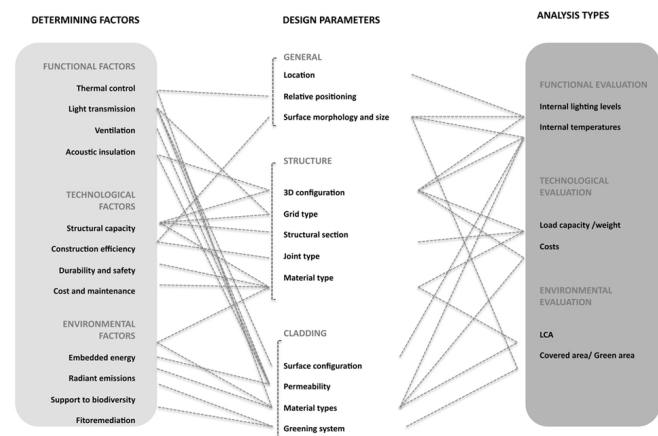 DETERMINING FACTORS
FUNCTIONAL FACTORS
Thermal control
Light transmission
Ventilation
Acoustic insulation
TECHNOLOGICAL
FACTORS
Structural capacity
Construction efficiency
Durability and safety
Cost and maintenance
ENVIRONMENTAL
FACTORS
Embedded energy
Radiant emissions
Support to biodiversity
Fitoremediation
DESIGN PARAMETERS
GENERAL
Location
Relative positioning
Surface morphology and size
STRUCTURE
3D configuration
Grid type
Structural section
Joint type
Material type
CLADDING
Surface configuration
Permeability
Material types
Greening system
ANALYSIS TYPES
FUNCTIONAL EVALUATION
Internal lighting levels
Internal temperatures
TECHNOLOGICAL
EVALUATION
Load capacity /weight
Costs
ENVIRONMENTAL
EVALUATION
LCA
Covered area/ Green area